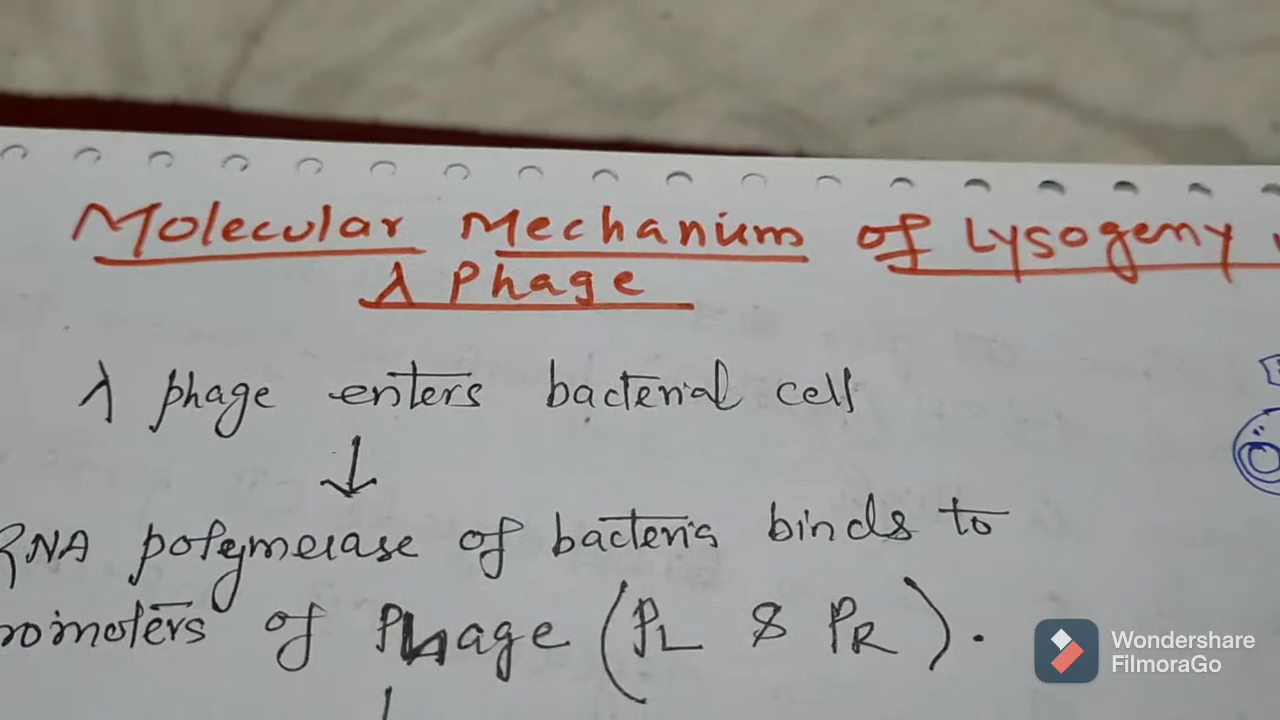 Molecular Mechanism of Lysogeny
λ Phage
λ phage enters bacterial cell
↓
RNA polymerase of bacteria binds to
romoters of Phage (PL & PR).
Wondershare
FilmoraGo